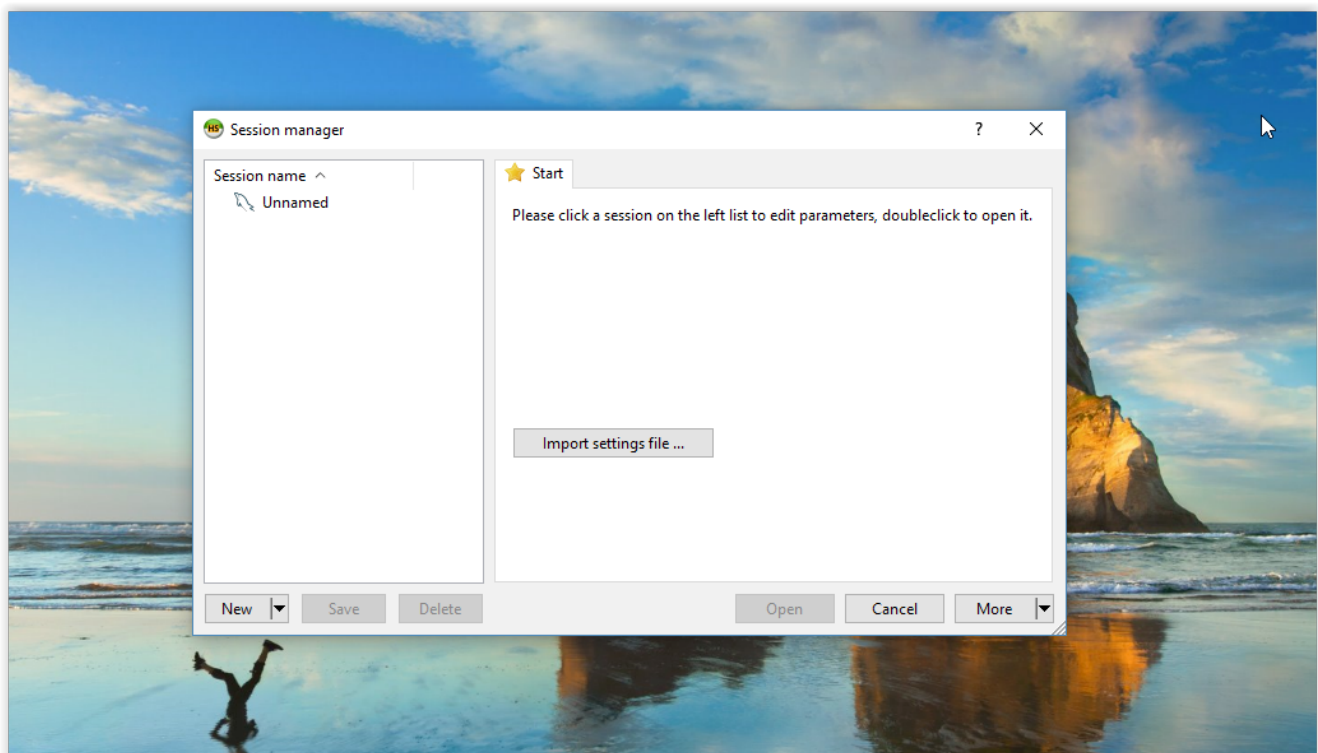 HS Session manager ?
Session name
Unnamed
Start
Please click a session on the left list to edit parameters, doubleclick to open it.
Import settings file ...
New Save Delete Open Cancel More